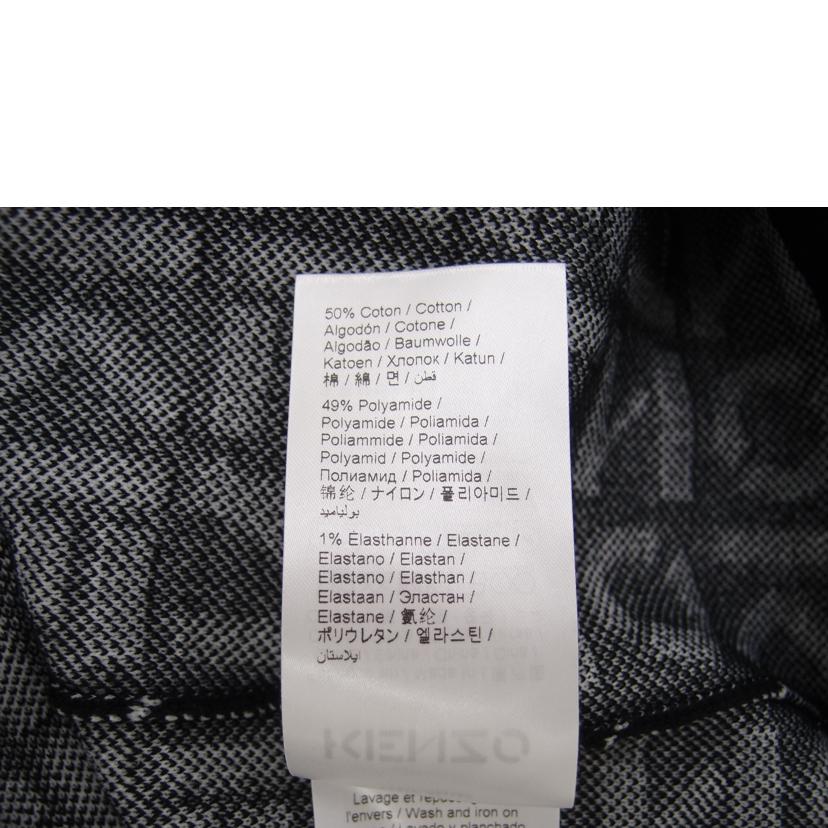 50% Coton / Cotton /
Algodón / Cotone /
Algodão / Baumwolle /
Katoen / Хлопок / Katun /
棉 / 綿 / 면 / قطن
49% Polyamide /
Polyamide / Poliamida /
Poliammide / Poliamida /
Polyamid / Polyamide /
Полиамид / Poliamida /
锦纶 / ナイロン / 폴리아미드 /
بولياميد
1% Élasthanne / Elastane /
Elastano / Elastan /
Elastano / Elasthan /
Elastaan / Эластан /
Elastane / 氨纶 /
ポリウレタン / 엘라스틴 /
ايلاستان
KENZO
Lavage et
l'envers / Wash and iron on
/ Lavado y planchado